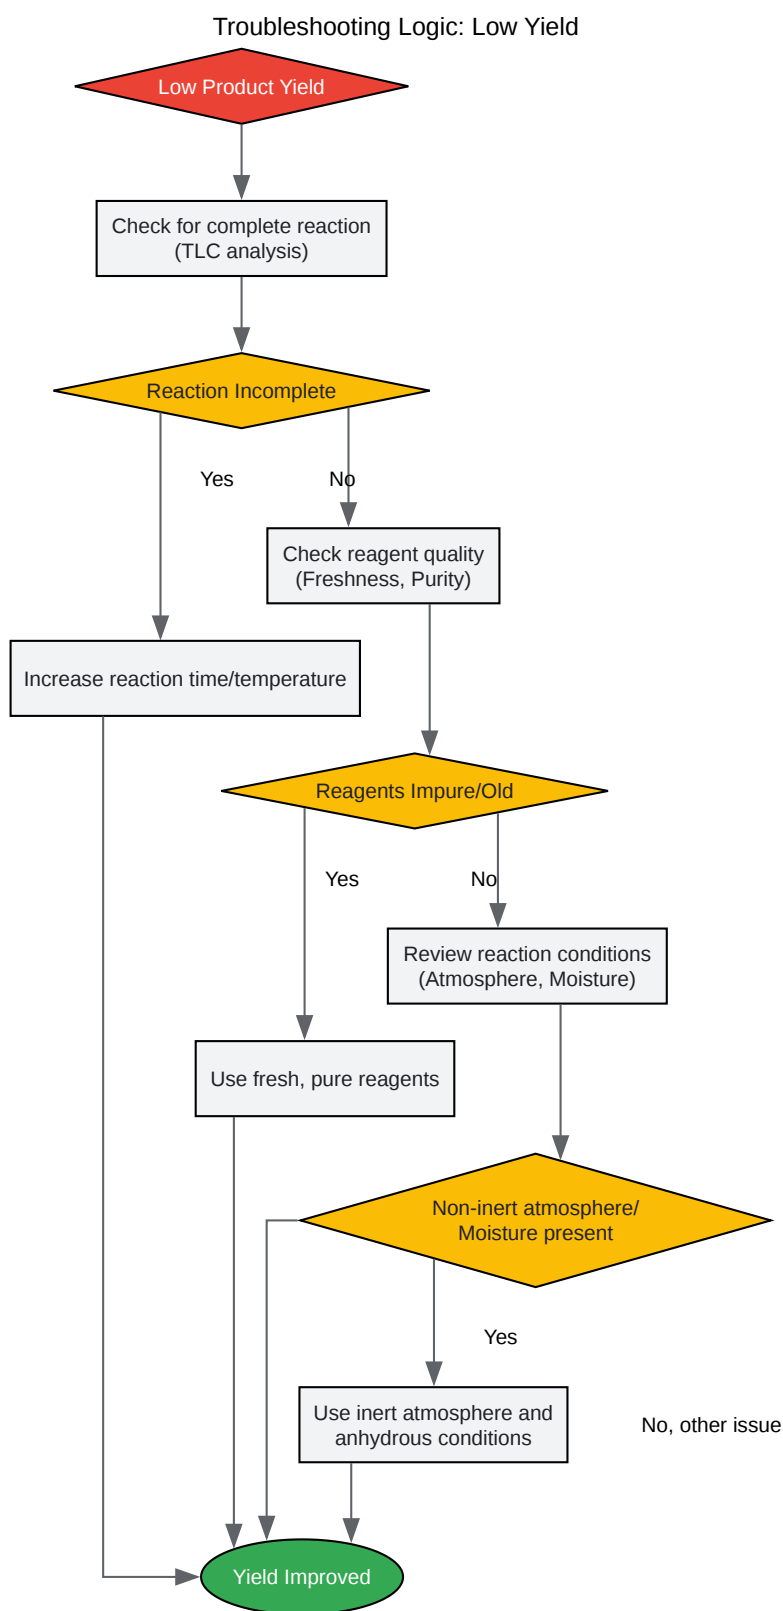 Troubleshooting Logic: Low Yield
Low Product Yield
Check for complete reaction
(TLC analysis)
Reaction Incomplete
Yes
No
Check reagent quality
(Freshness, Purity)
Increase reaction time/temperature
Reagents Impure/Old
Yes
No
Review reaction conditions
(Atmosphere, Moisture)
Use fresh, pure reagents
Non-inert atmosphere/
Moisture present
Yes
Use inert atmosphere and
anhydrous conditions
No, other issue
Yield Improved